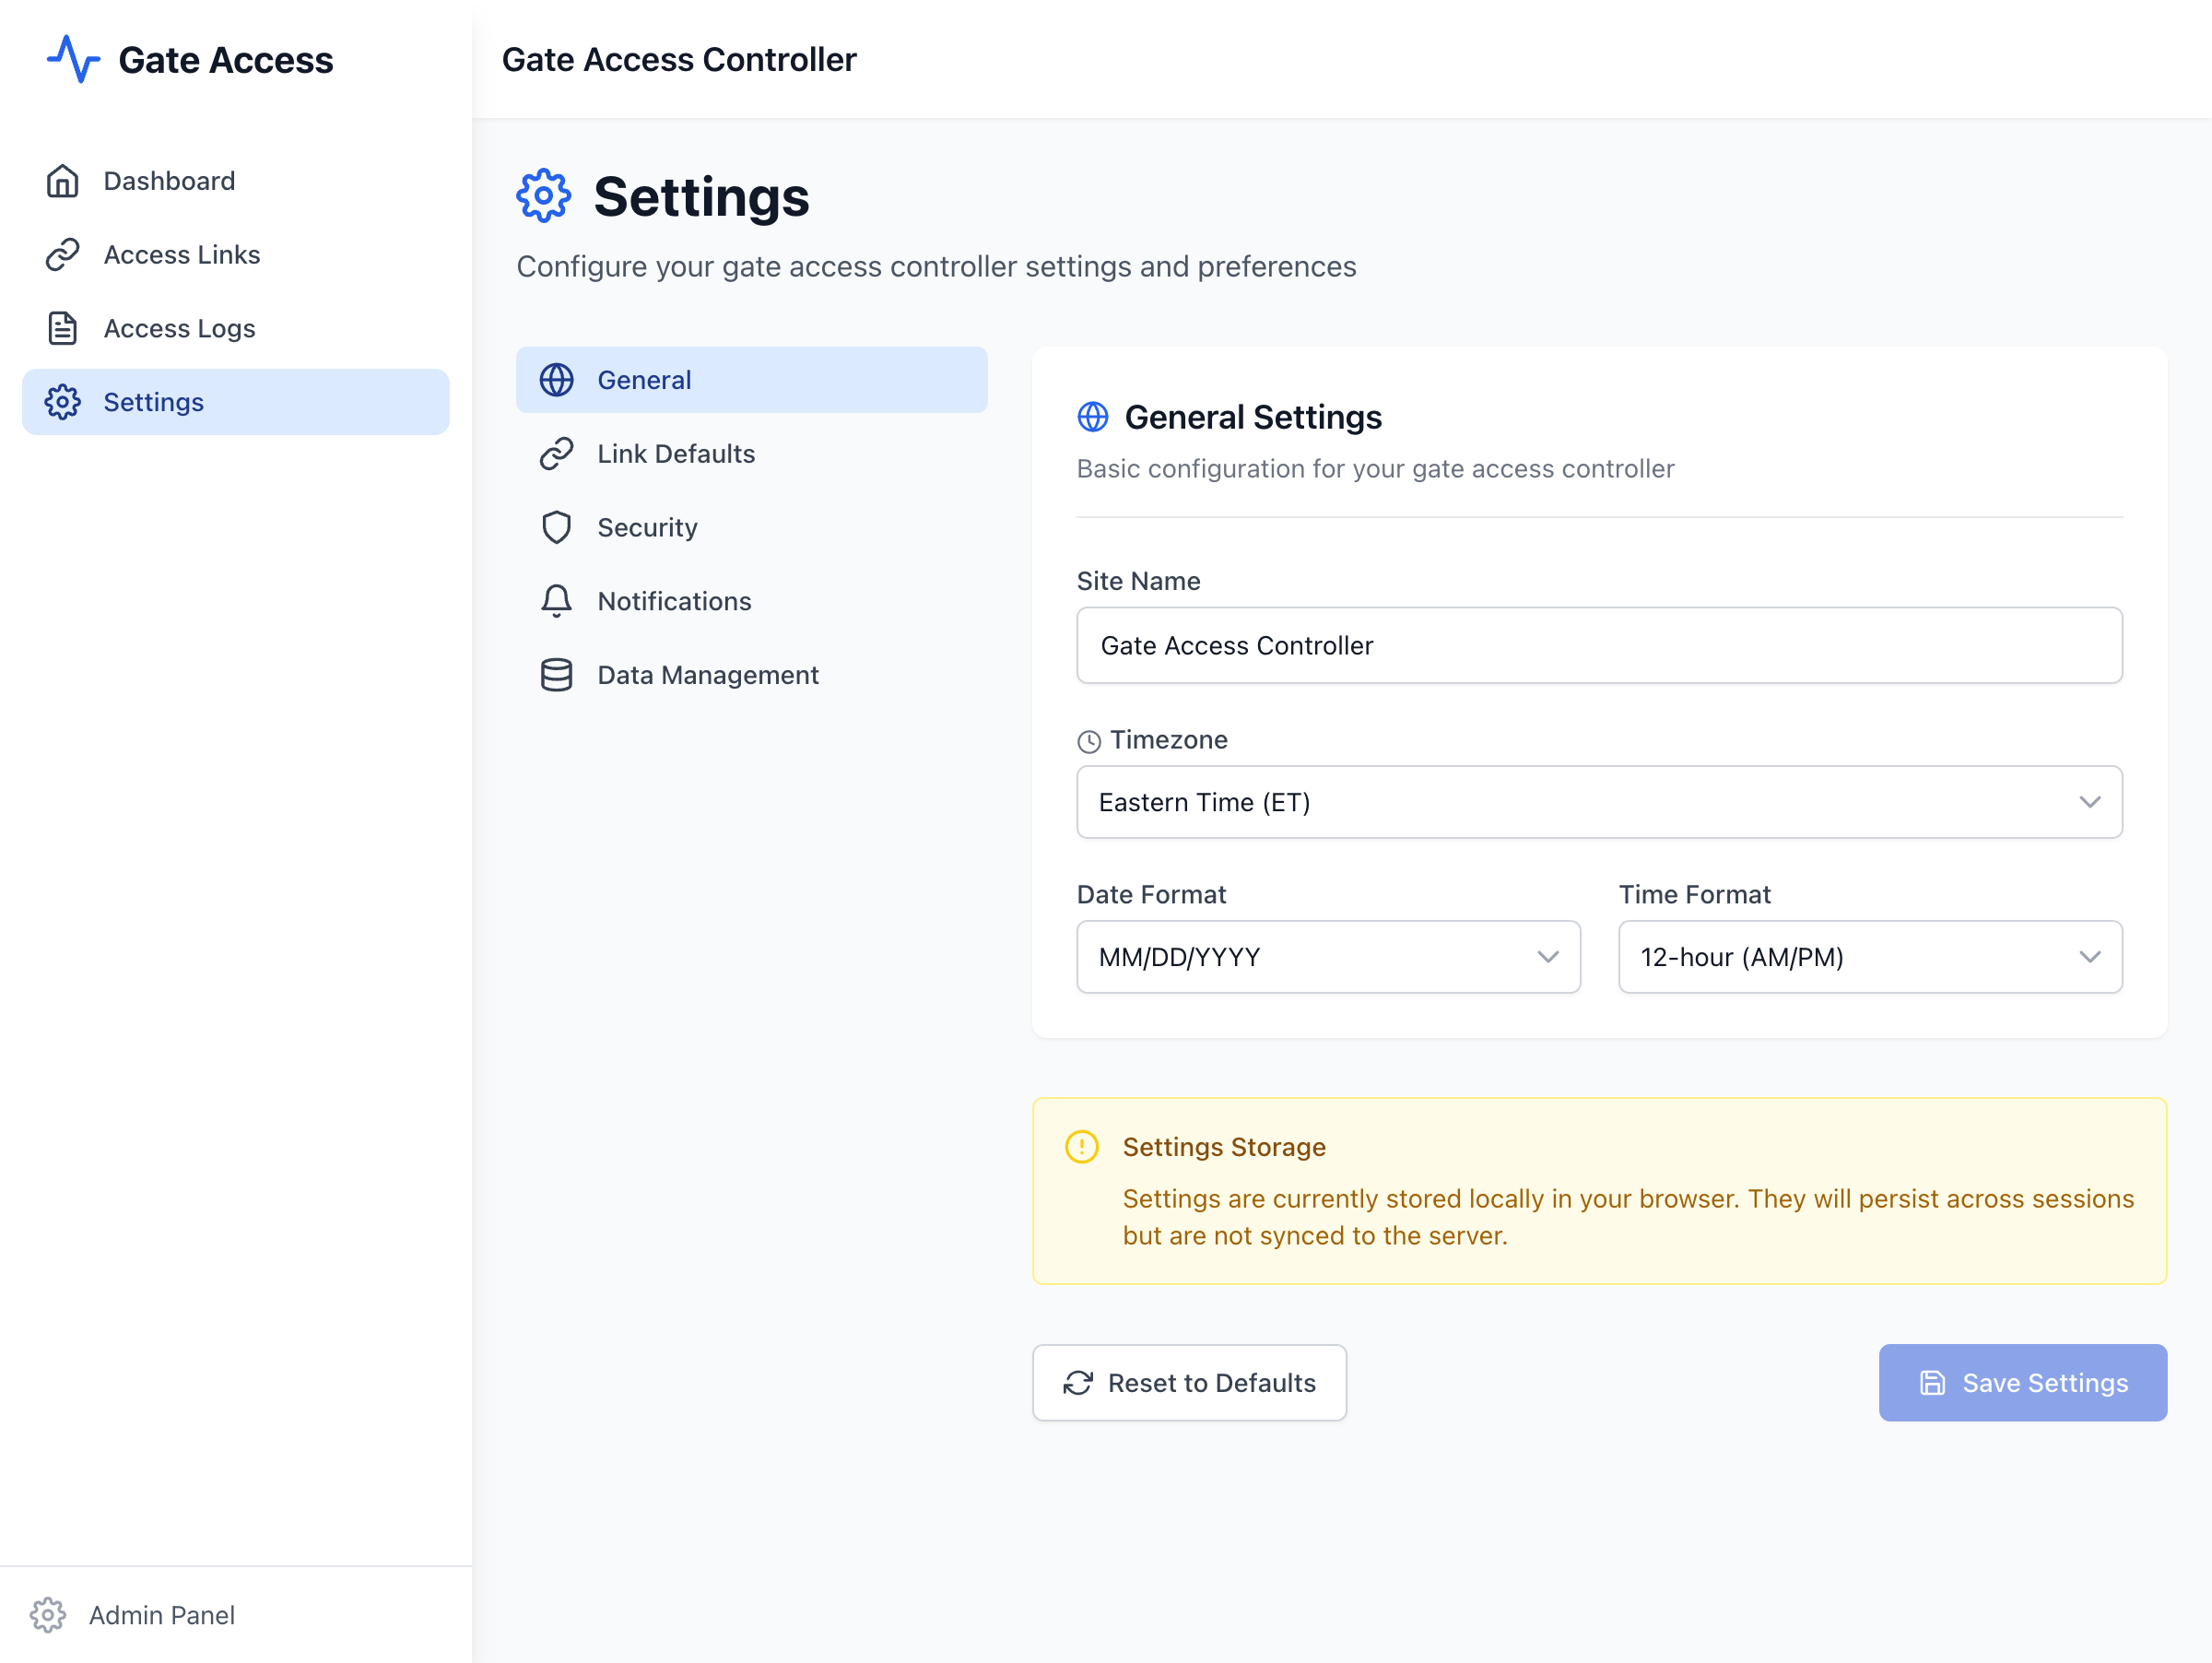 Gate Access
Dashboard
Access Links
Access Logs
Settings
Admin Panel
Gate Access Controller
Settings
Configure your gate access controller settings and preferences
General
Link Defaults
Security
Notifications
Data Management
General Settings
Basic configuration for your gate access controller
Site Name
Gate Access Controller
Timezone
Eastern Time (ET)
Date Format
MM/DD/YYYY
Time Format
12-hour (AM/PM)
Settings Storage
Settings are currently stored locally in your browser. They will persist across sessions
but are not synced to the server.
Reset to Defaults
Save Settings